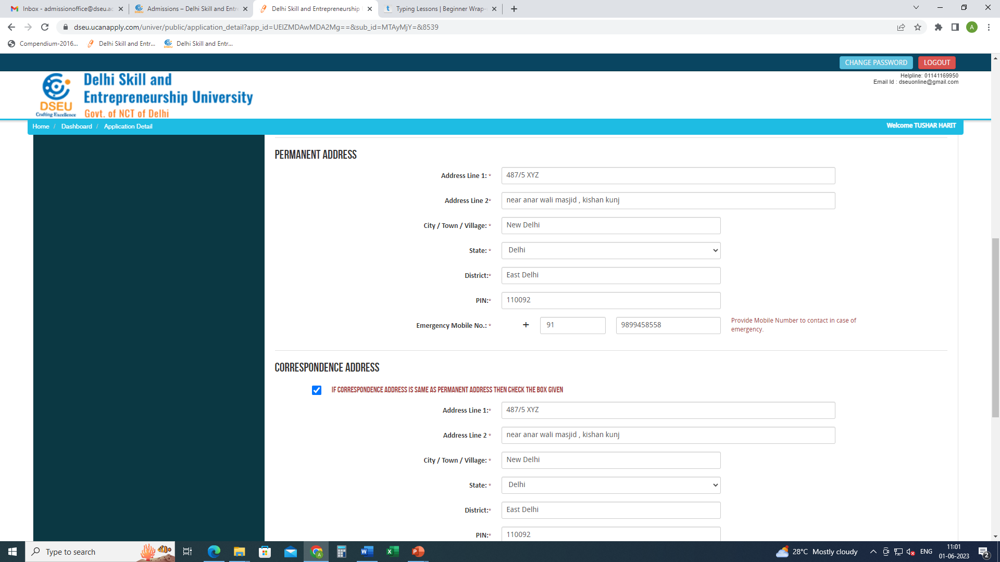 Inbox - admissionoffice@dseu.ac
Admissions – Delhi Skill and Entr
Delhi Skill and Entrepreneurship
Typing Lessons | Beginner Wrap-
dseu.ucanapply.com/univer/public/application_detail?app_id=UEIZMDAwMDA2Mg==&sub_id=MTAyMjY=&8539
A
Compendium-2016...
Delhi Skill and Entr...
Delhi Skill and Entr...
CHANGE PASSWORD
LOGOUT
Helpline: 01141169950
Email Id : dseuonline@gmail.com
DSEU
Crafting Excellence
Delhi Skill and
Entrepreneurship University
Govt. of NCT of Delhi
Home / Dashboard / Application Detail
Welcome TUSHAR HARIT
PERMANENT ADDRESS
Address Line 1: * 487/5 XYZ
Address Line 2* near anar wali masjid , kishan kunj
City / Town / Village: * New Delhi
State: * Delhi
District:* East Delhi
PIN:* 110092
Emergency Mobile No.: * + 91 9899458558
Provide Mobile Number to contact in case of
emergency.
CORRESPONDENCE ADDRESS
IF CORRESPONDENCE ADDRESS IS SAME AS PERMANENT ADDRESS THEN CHECK THE BOX GIVEN
Address Line 1:* 487/5 XYZ
Address Line 2 * near anar wali masjid , kishan kunj
City / Town / Village: * New Delhi
State: * Delhi
District:* East Delhi
PIN:* 110092
Type to search
28°C Mostly cloudy
ENG
11:01
01-06-2023
2